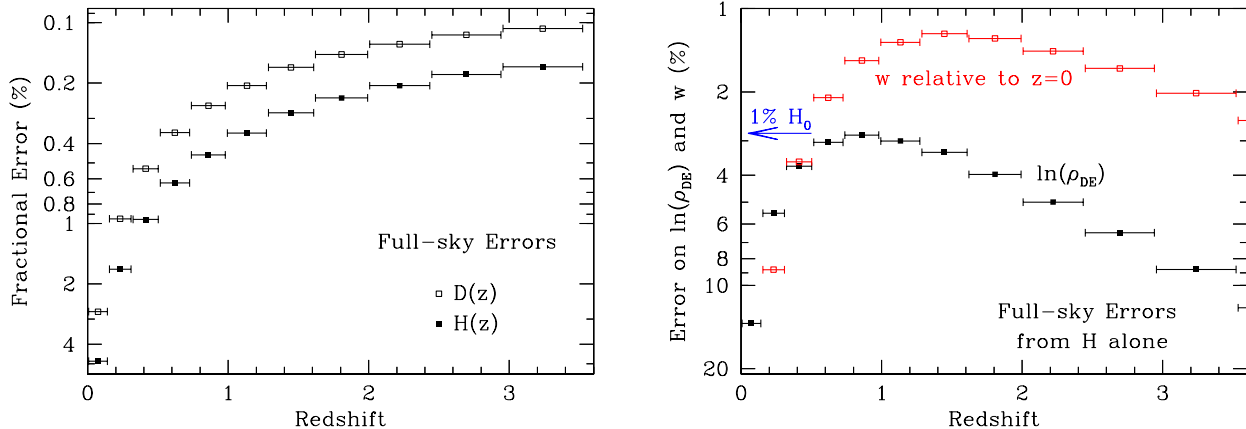 Fractional Error (%)
0.1
0.2
0.4
0.6
0.8
1
2
4
Full-sky Errors
D(z)
H(z)
0 1 2 3
Redshift
Error on ln(ρ_DE) and w (%)
1
2
4
6
8
10
20
w relative to z=0
1% H₀
ln(ρ_DE)
Full-sky Errors
from H alone
0 1 2 3
Redshift